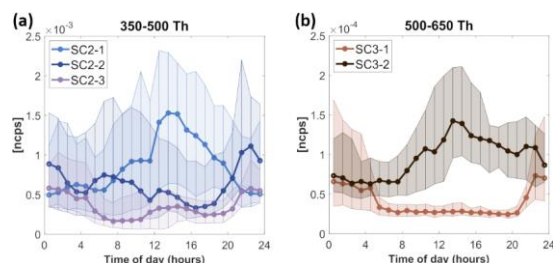 (a)
350-500 Th
×10⁻³
2.5
2
1.5
1
0.5
0
[ncps]
SC2-1
SC2-2
SC2-3
0 4 8 12 16 20 24
Time of day (hours)
(b)
500-650 Th
×10⁻⁴
2.5
2
1.5
1
0.5
0
[ncps]
SC3-1
SC3-2
0 4 8 12 16 20 24
Time of day (hours)